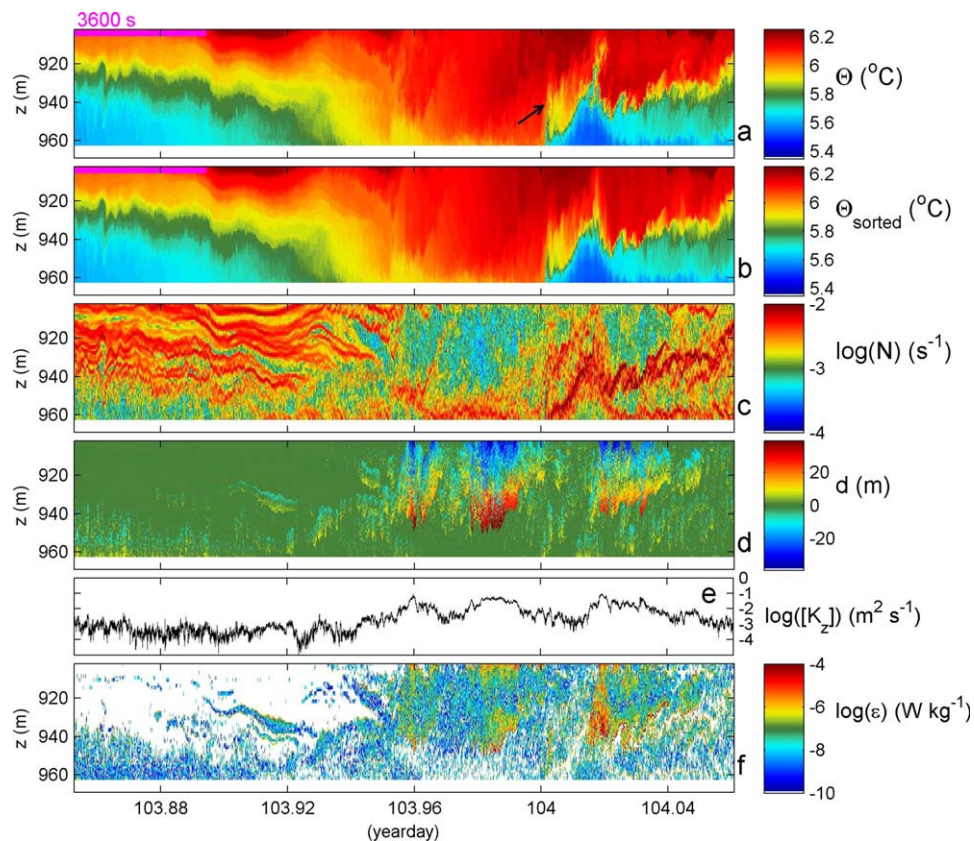 3600 s
z (m)
920
940
960
a
6.2
6
5.8
5.6
5.4
Θ (°C)
z (m)
920
940
960
b
6.2
6
5.8
5.6
5.4
Θsorted (°C)
z (m)
920
940
960
c
-2
-3
-4
log(N) (s-1)
z (m)
920
940
960
d
20
0
-20
d (m)
e
0
-1
-2
-3
-4
log([Kz]) (m2 s-1)
z (m)
920
940
960
f
-4
-6
-8
-10
log(ε) (W kg-1)
103.88 103.92 103.96 104 104.04
(yearday)